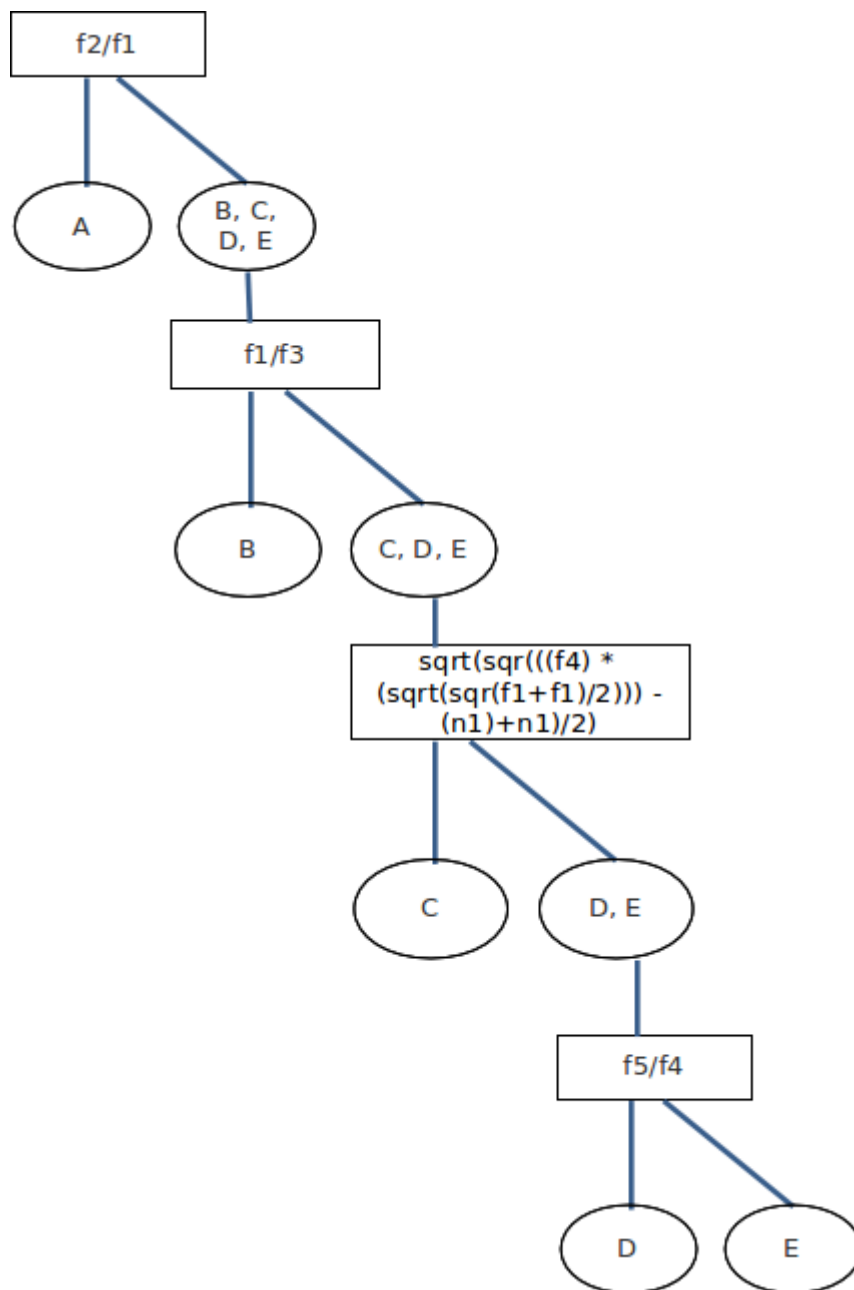 f2/f1
A
B, C,
D, E
f1/f3
B
C, D, E
sqrt(sqr(((f4) *
(sqrt(sqr(f1+f1)/2))) -
(n1)+n1)/2)
C
D, E
f5/f4
D
E